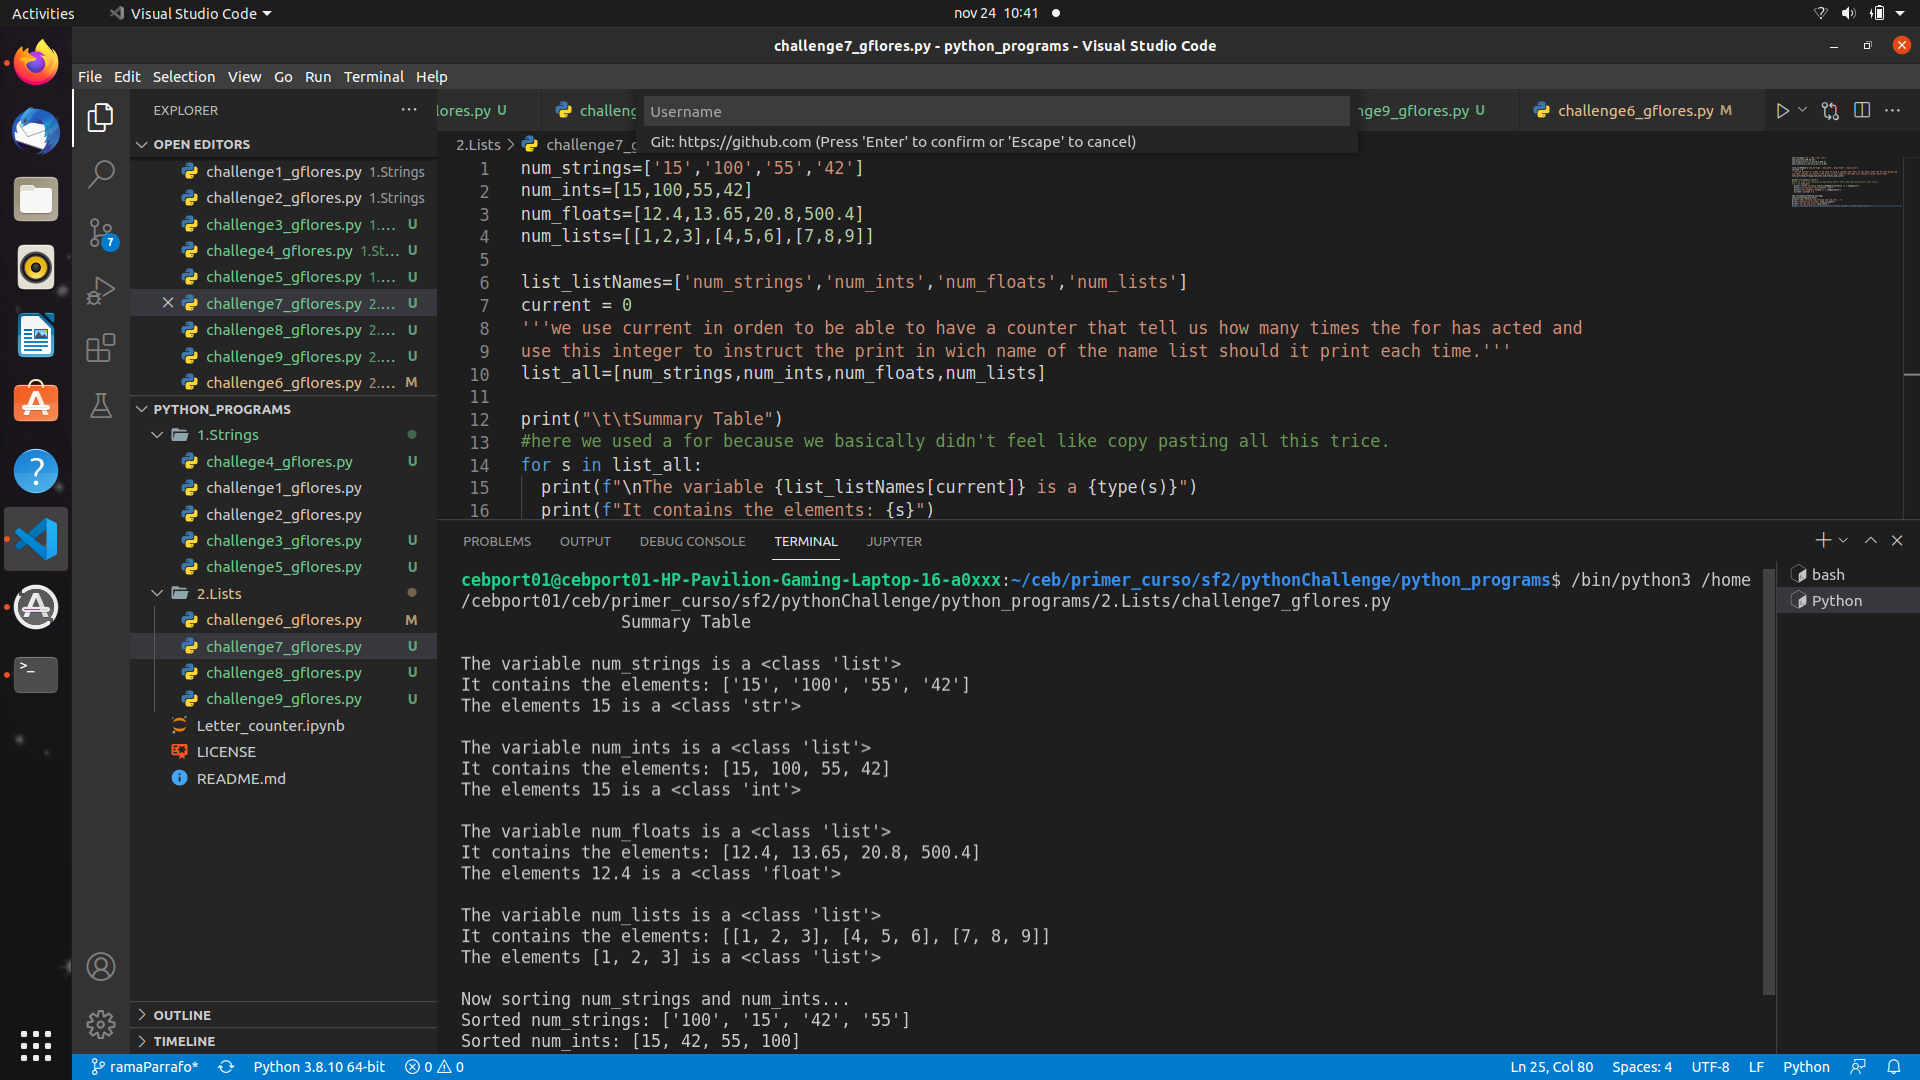 Activities
Visual Studio Code
nov 24 10:41
challenge7_gflores.py - python_programs - Visual Studio Code
File Edit Selection View Go Run Terminal Help
EXPLORER
OPEN EDITORS
challenge1_gflores.py 1.Strings
challenge2_gflores.py 1.Strings
challenge3_gflores.py 1.... U
challege4_gflores.py 1.St... U
challenge5_gflores.py 1.... U
challenge7_gflores.py 2.... U
challenge8_gflores.py 2.... U
challenge9_gflores.py 2.... U
challenge6_gflores.py 2.... M
7
PYTHON_PROGRAMS
1.Strings
challege4_gflores.py U
challenge1_gflores.py
challenge2_gflores.py
challenge3_gflores.py U
challenge5_gflores.py U
2.Lists
challenge6_gflores.py M
challenge7_gflores.py U
challenge8_gflores.py U
challenge9_gflores.py U
Letter_counter.ipynb
LICENSE
README.md
OUTLINE
TIMELINE
lores.py U
challeng
nge9_gflores.py U
challenge6_gflores.py M
Username
Git: https://github.com (Press 'Enter' to confirm or 'Escape' to cancel)
2.Lists > challenge7_g
1 num_strings=['15','100','55','42']
2 num_ints=[15,100,55,42]
3 num_floats=[12.4,13.65,20.8,500.4]
4 num_lists=[[1,2,3],[4,5,6],[7,8,9]]
5
6 list_listNames=['num_strings','num_ints','num_floats','num_lists']
7 current = 0
8 '''we use current in orden to be able to have a counter that tell us how many times the for has acted and
9 use this integer to instruct the print in wich name of the name list should it print each time.'''
10 list_all=[num_strings,num_ints,num_floats,num_lists]
11
12 print("\t\tSummary Table")
13 #here we used a for because we basically didn't feel like copy pasting all this trice.
14 for s in list_all:
15 print(f"\nThe variable {list_listNames[current]} is a {type(s)}")
16 print(f"It contains the elements: {s}")
PROBLEMS OUTPUT DEBUG CONSOLE TERMINAL JUPYTER
cebport01@cebport01-HP-Pavilion-Gaming-Laptop-16-a0xxx:~/ceb/primer_curso/sf2/pythonChallenge/python_programs$ /bin/python3 /home
/cebport01/ceb/primer_curso/sf2/pythonChallenge/python_programs/2.Lists/challenge7_gflores.py
Summary Table
The variable num_strings is a <class 'list'>
It contains the elements: ['15', '100', '55', '42']
The elements 15 is a <class 'str'>
The variable num_ints is a <class 'list'>
It contains the elements: [15, 100, 55, 42]
The elements 15 is a <class 'int'>
The variable num_floats is a <class 'list'>
It contains the elements: [12.4, 13.65, 20.8, 500.4]
The elements 12.4 is a <class 'float'>
The variable num_lists is a <class 'list'>
It contains the elements: [[1, 2, 3], [4, 5, 6], [7, 8, 9]]
The elements [1, 2, 3] is a <class 'list'>
Now sorting num_strings and num_ints...
Sorted num_strings: ['100', '15', '42', '55']
Sorted num_ints: [15, 42, 55, 100]
bash
Python
ramaParrafo*
Python 3.8.10 64-bit
0 0
Ln 25, Col 80
Spaces: 4
UTF-8
LF
Python